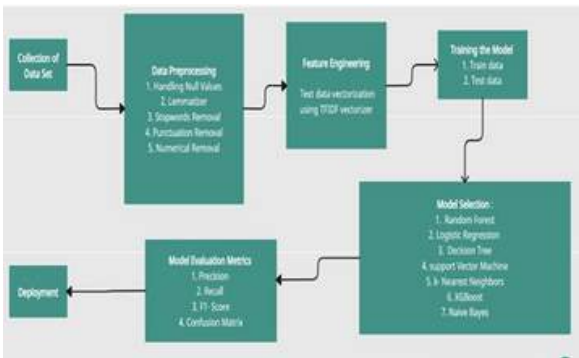 Collection of
Data Set
Data Preprocessing
1. Handling Null Values
2. Lemmatizer
3. Stopwords Removal
4. Punctuation Removal
5. Numerical Removal
Feature Engineering
Test data vectorization
using TFIDF vectorizer
Training the Model
1. Train data
2. Test data
Model Selection :
1. Random Forest
2. Logistic Regression
3. Decision Tree
4. support Vector Machine
5. k- Nearest Neighbors
6. XGBoost
7. Naive Bayes
Model Evaluation Metrics
1. Precision
2. Recall
3. F1- Score
4. Confusion Matrix
Deployment